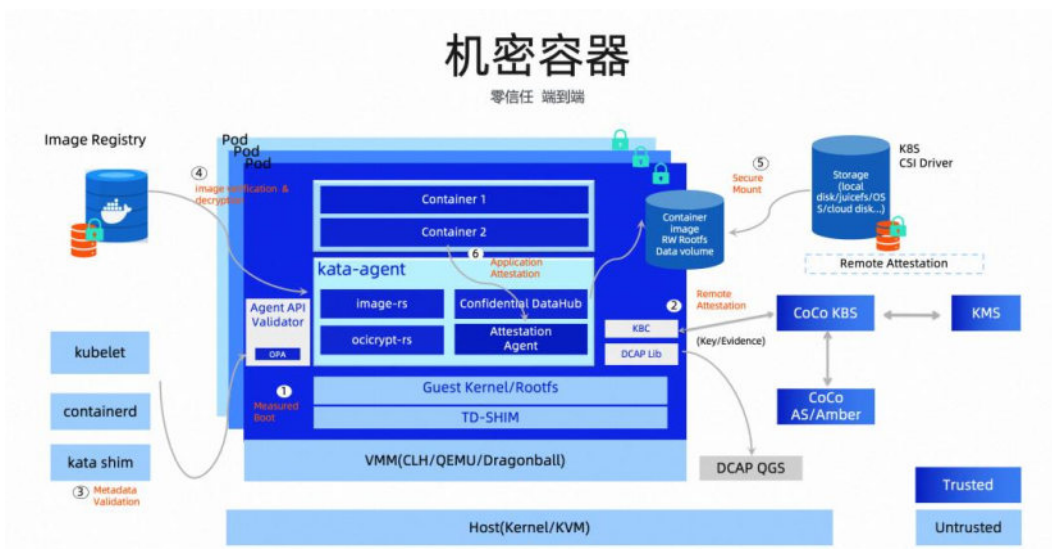 机密容器
零信任 端到端
Image Registry
Pod
Pod
Pod
④
image verification &
decryption
Container 1
Container 2
⑥
Application
Attestation
kata-agent
image-rs
Confidential DataHub
ocicrypt-rs
Attestation
Agent
Agent API
Validator
OPA
①
Measured
Boot
Guest Kernel/Rootfs
TD-SHIM
VMM(CLH/QEMU/Dragonball)
Host(Kernel/KVM)
kubelet
containerd
kata shim
③ Metadata
Validation
Container
image
RW Rootfs
Data volume
⑤
Secure
Mount
Storage
(local
disk/juicefs/OS
S/cloud disk...)
K8S
CSI Driver
Remote Attestation
②
Remote
Attestation
KBC
(Key/Evidence)
DCAP Lib
CoCo KBS
KMS
CoCo
AS/Amber
DCAP QGS
Trusted
Untrusted